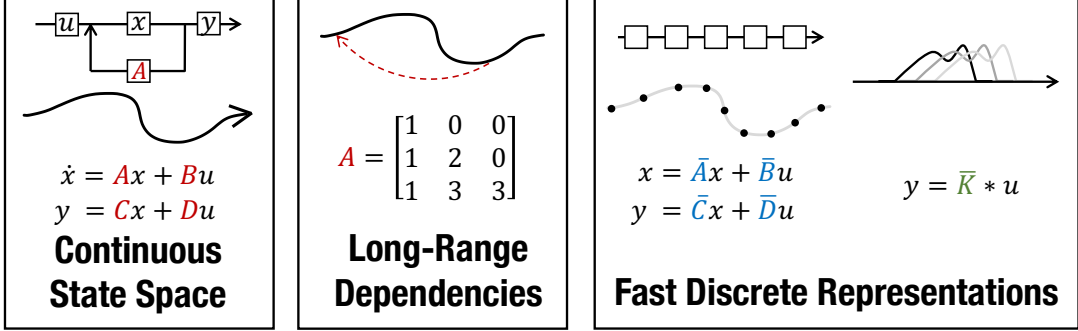 u x y
A
ẋ = Ax + Bu
y = Cx + Du
Continuous
State Space
A = [1 0 0
1 2 0
1 3 3]
Long-Range
Dependencies
x = A̅x + B̅u
y = C̅x + D̅u
y = K̅ * u
Fast Discrete Representations